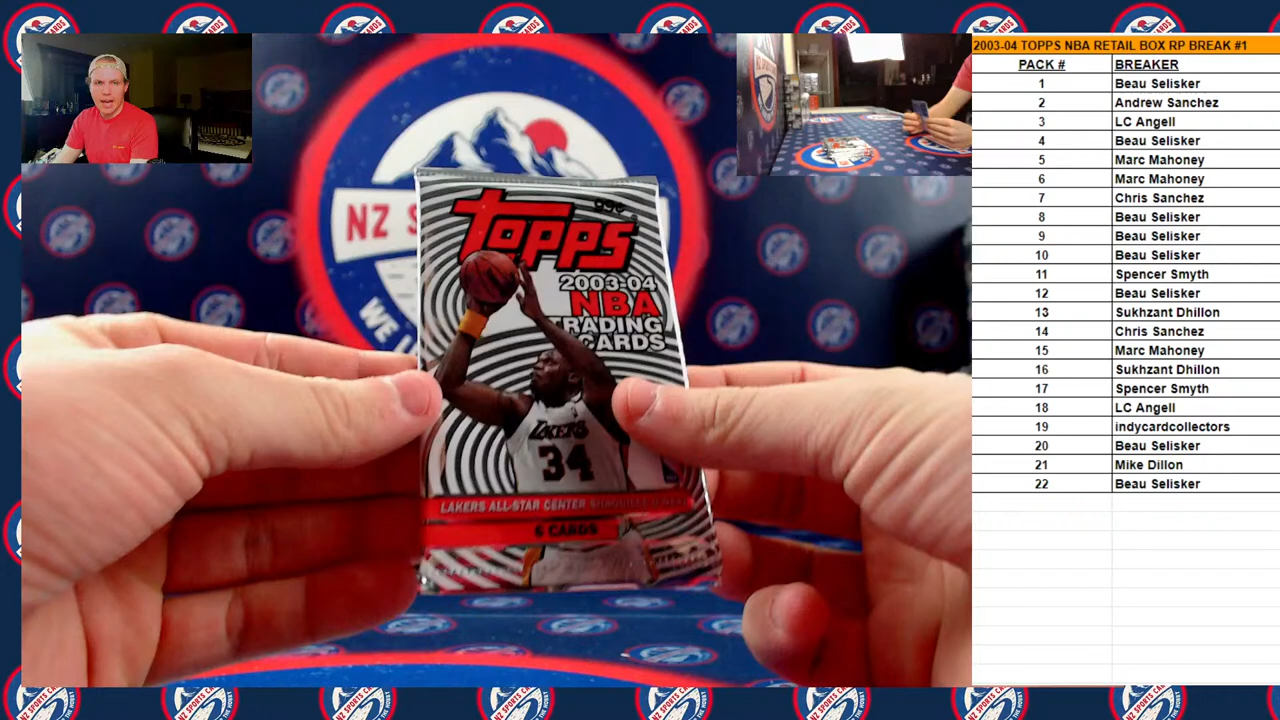 NZ S
WE
TOPPS
99¢
2003-04
NBA
TRADING
CARDS
LAKERS
34
LAKERS ALL-STAR CENTER SHAQUILLE O'NEAL
6 CARDS
2003-04 TOPPS NBA RETAIL BOX RP BREAK #1
PACK # BREAKER
1 Beau Selisker
2 Andrew Sanchez
3 LC Angell
4 Beau Selisker
5 Marc Mahoney
6 Marc Mahoney
7 Chris Sanchez
8 Beau Selisker
9 Beau Selisker
10 Beau Selisker
11 Spencer Smyth
12 Beau Selisker
13 Sukhzant Dhillon
14 Chris Sanchez
15 Marc Mahoney
16 Sukhzant Dhillon
17 Spencer Smyth
18 LC Angell
19 indycardcollectors
20 Beau Selisker
21 Mike Dillon
22 Beau Selisker